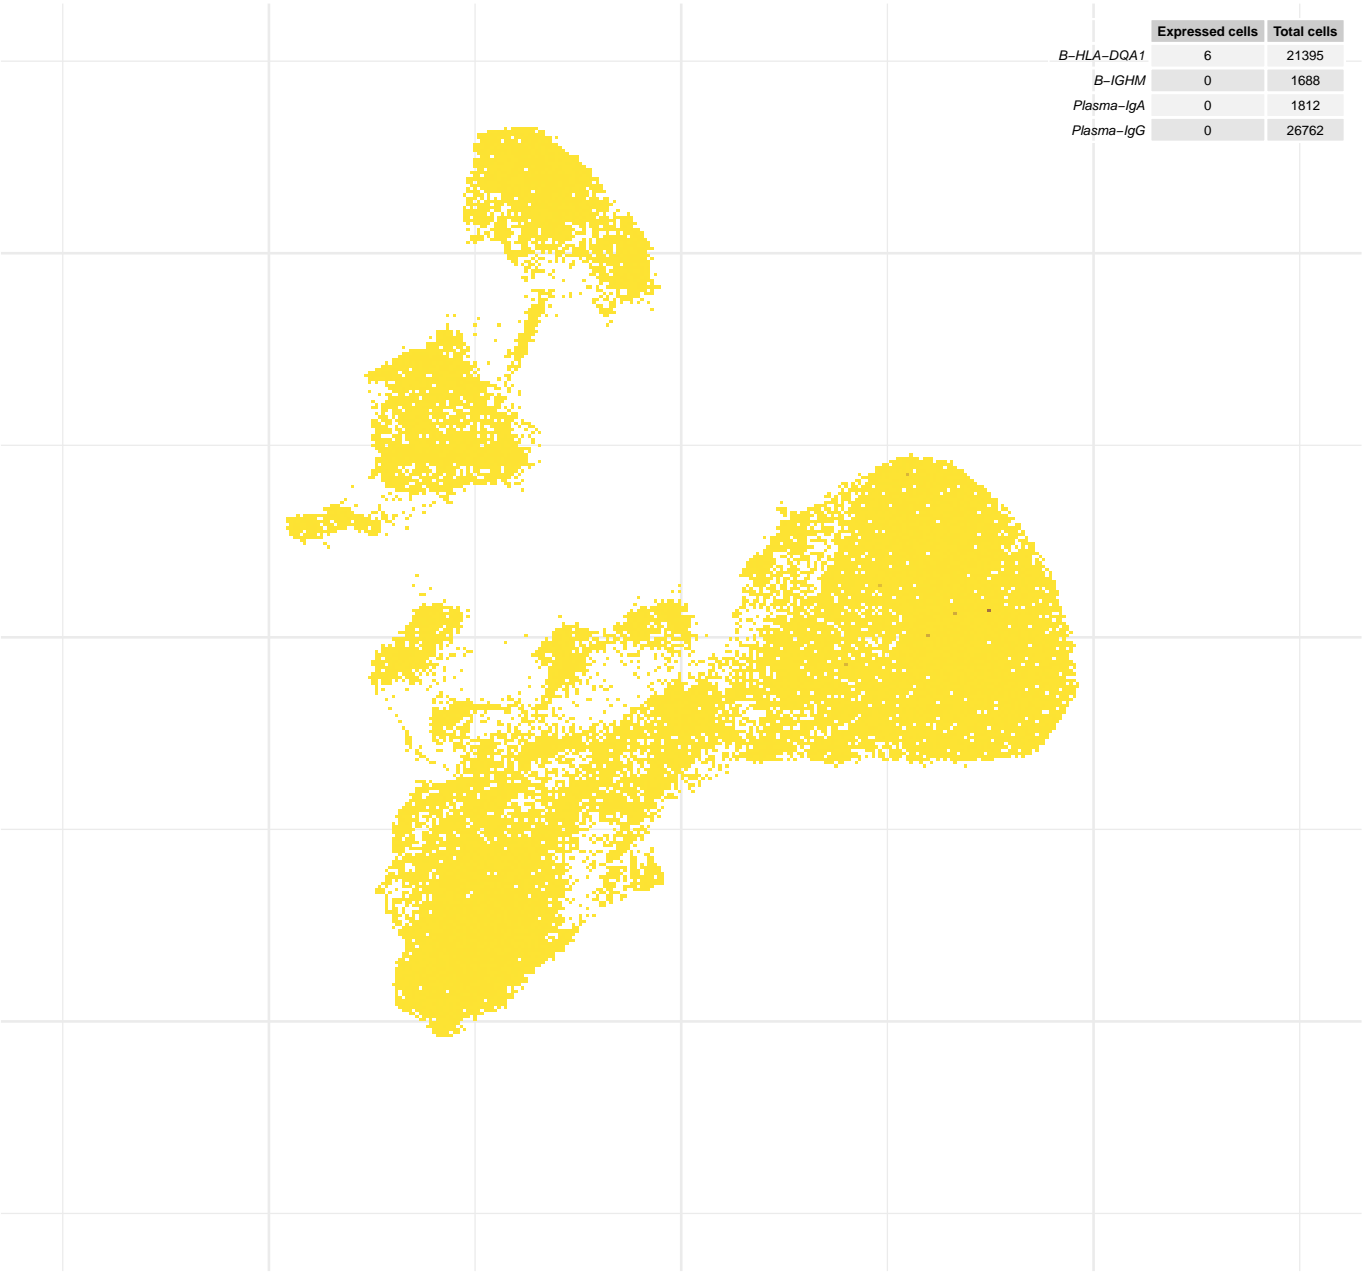 Expressed cells Total cells
B−HLA−DQA1 6 21395
B−IGHM 0 1688
Plasma−IgA 0 1812
Plasma−IgG 0 26762